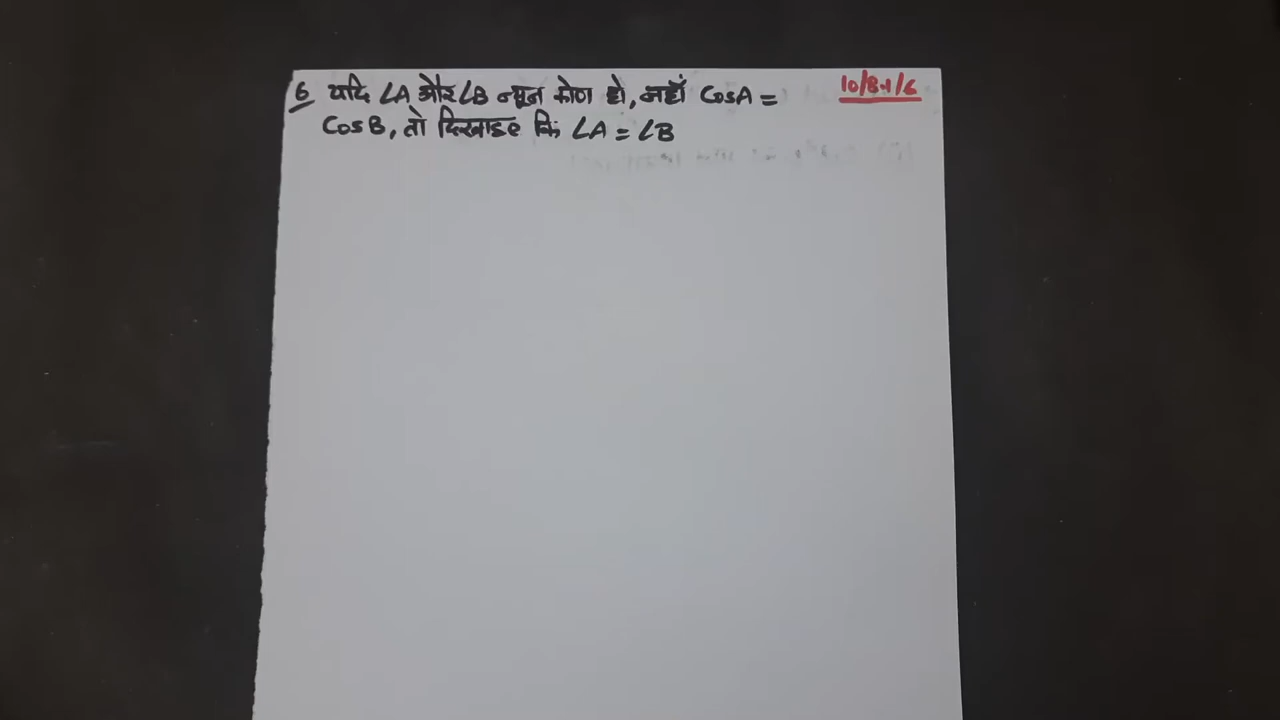 6 यदि ∠A और ∠B न्यून कोण हो, जहाँ CosA =
10/8.1/6
CosB, तो दिखाइए कि ∠A = ∠B